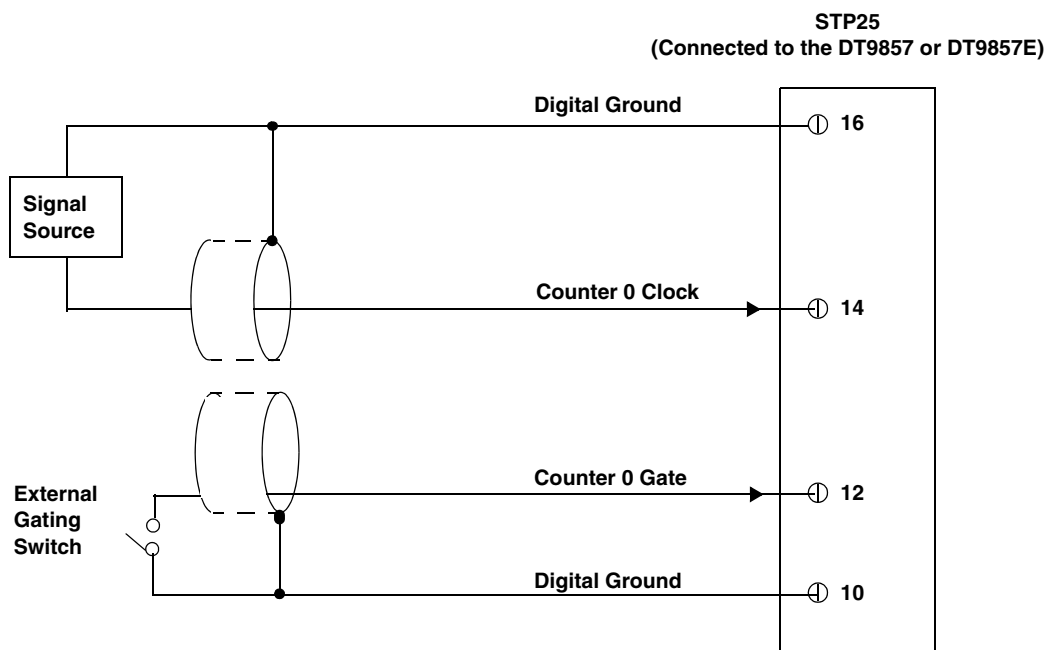 STP25
(Connected to the DT9857 or DT9857E)
Digital Ground
16
Signal
Source
Counter 0 Clock
14
Counter 0 Gate
12
External
Gating
Switch
Digital Ground
10